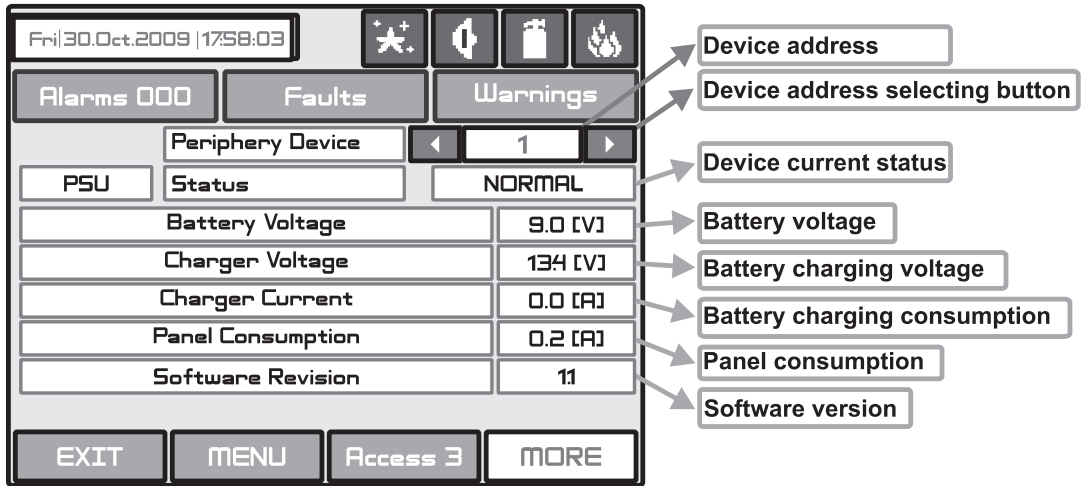 Fri|30.Oct.2009 |17:58:03
Device address
Alarms 000 Faults Warnings
Device address selecting button
Periphery Device 1
PSU Status NORMAL
Device current status
Battery Voltage 9.0 [V]
Battery voltage
Charger Voltage 13.4 [V]
Battery charging voltage
Charger Current 0.0 [A]
Battery charging consumption
Panel Consumption 0.2 [A]
Panel consumption
Software Revision 1.1
Software version
EXIT MENU Access 3 MORE